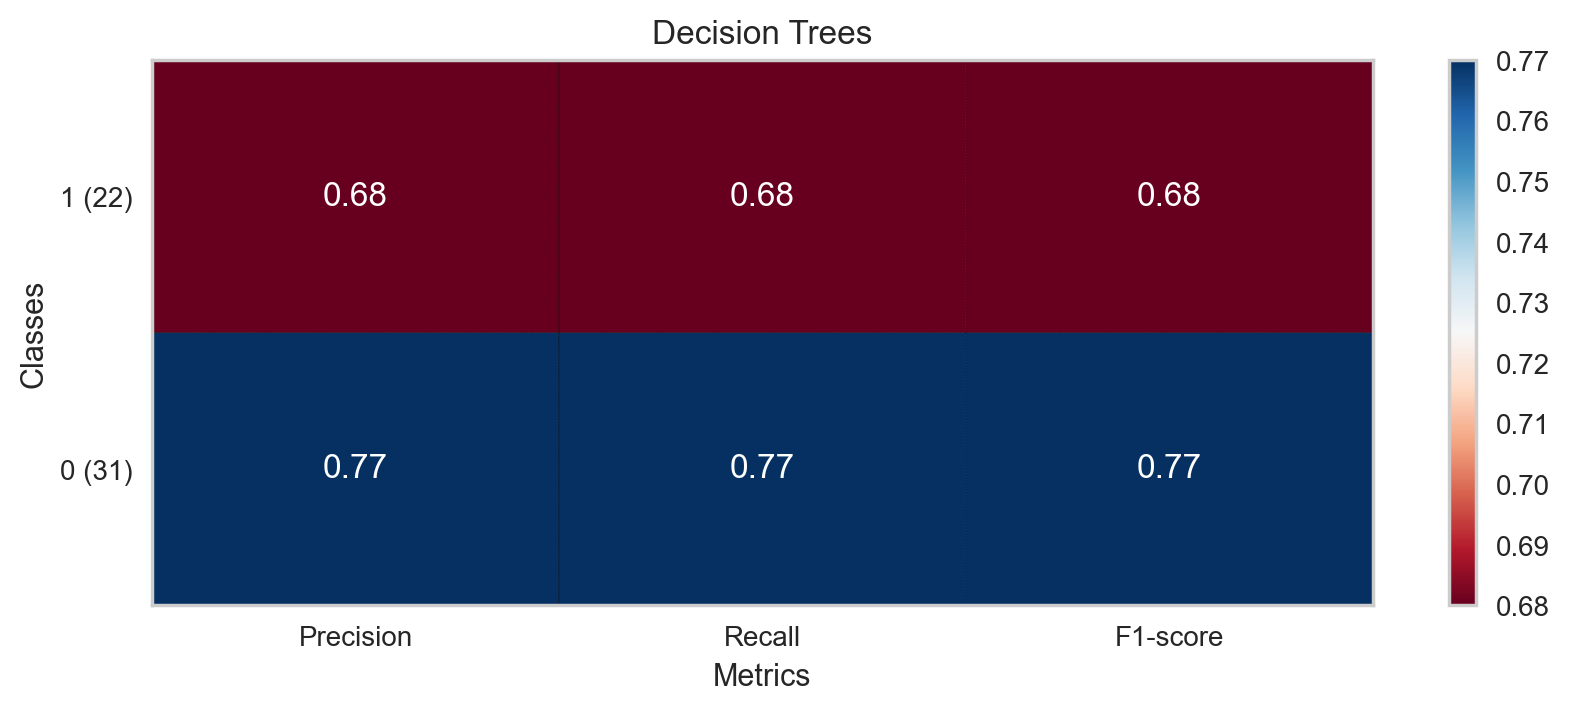 Decision Trees
Classes
1 (22)
0.68 0.68 0.68
0 (31)
0.77 0.77 0.77
Precision Recall F1-score
Metrics
0.77
0.76
0.75
0.74
0.73
0.72
0.71
0.70
0.69
0.68